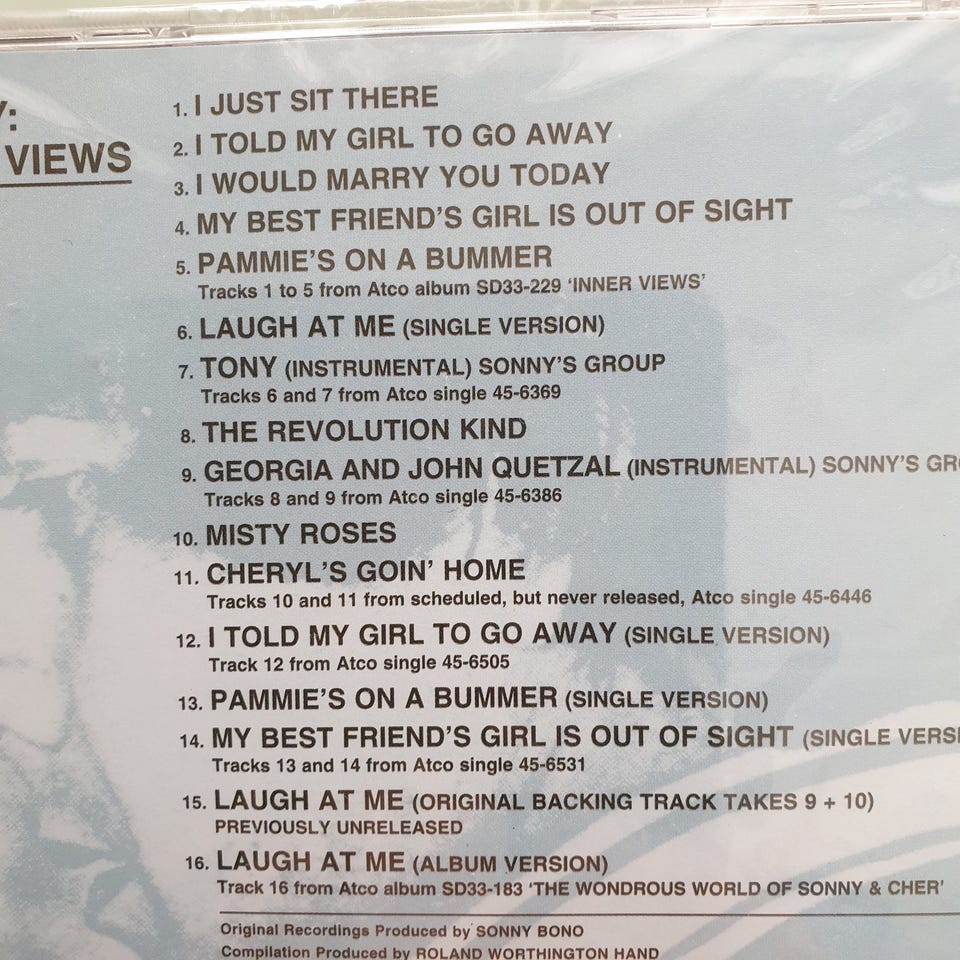 Y:
VIEWS
1. I JUST SIT THERE
2. I TOLD MY GIRL TO GO AWAY
3. I WOULD MARRY YOU TODAY
4. MY BEST FRIEND'S GIRL IS OUT OF SIGHT
5. PAMMIE'S ON A BUMMER
Tracks 1 to 5 from Atco album SD33-229 'INNER VIEWS'
6. LAUGH AT ME (SINGLE VERSION)
7. TONY (INSTRUMENTAL) SONNY'S GROUP
Tracks 6 and 7 from Atco single 45-6369
8. THE REVOLUTION KIND
9. GEORGIA AND JOHN QUETZAL (INSTRUMENTAL) SONNY'S GRO
Tracks 8 and 9 from Atco single 45-6386
10. MISTY ROSES
11. CHERYL'S GOIN' HOME
Tracks 10 and 11 from scheduled, but never released, Atco single 45-6446
12. I TOLD MY GIRL TO GO AWAY (SINGLE VERSION)
Track 12 from Atco single 45-6505
13. PAMMIE'S ON A BUMMER (SINGLE VERSION)
14. MY BEST FRIEND'S GIRL IS OUT OF SIGHT (SINGLE VERSI
Tracks 13 and 14 from Atco single 45-6531
15. LAUGH AT ME (ORIGINAL BACKING TRACK TAKES 9 + 10)
PREVIOUSLY UNRELEASED
16. LAUGH AT ME (ALBUM VERSION)
Track 16 from Atco album SD33-183 'THE WONDROUS WORLD OF SONNY & CHER'
Original Recordings Produced by SONNY BONO
Compilation Produced by ROLAND WORTHINGTON HAND